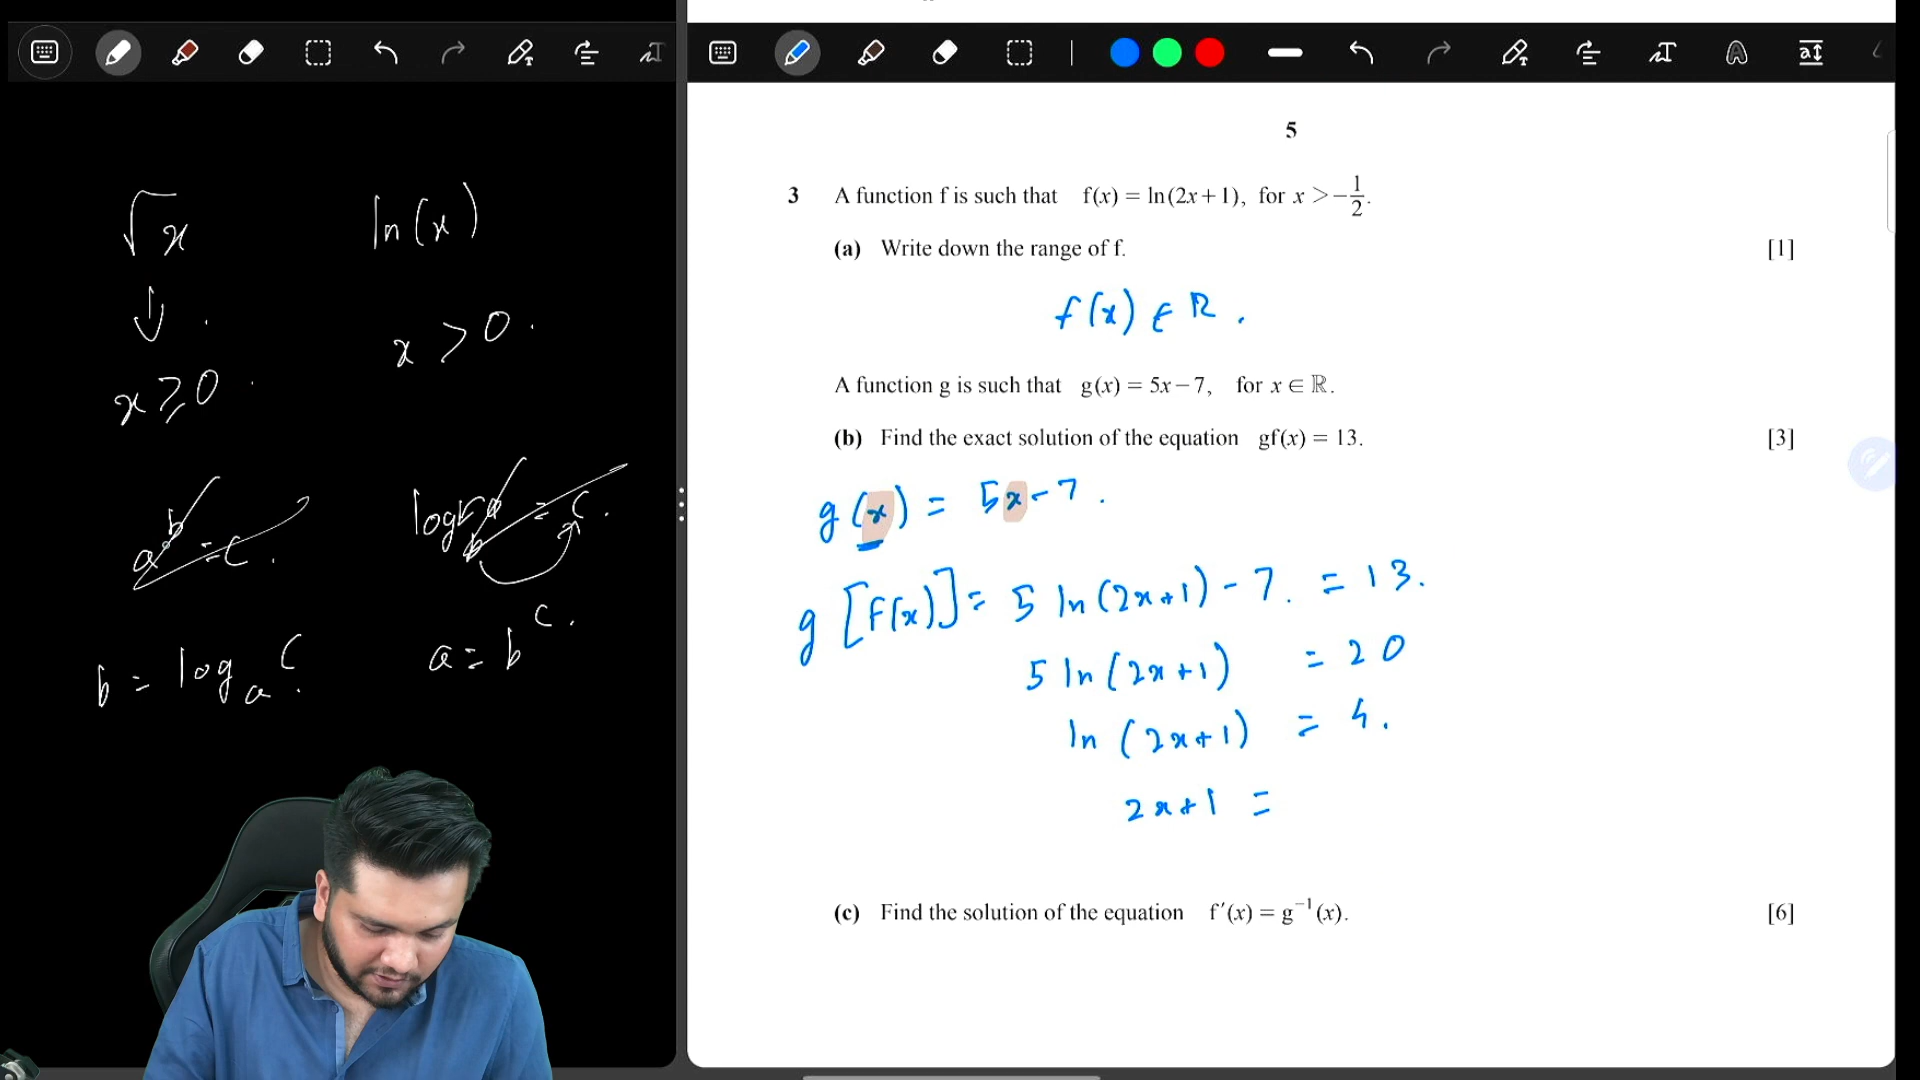 √x
ln(x)
↓.
x > 0.
x ≥ 0.
a^b = c.
= c.
b = log_a c.
a = b^c.
5
3 A function f is such that f(x) = ln(2x+1), for x > −1/2.
(a) Write down the range of f. [1]
f(x) ∈ ℝ.
A function g is such that g(x) = 5x − 7, for x ∈ ℝ.
(b) Find the exact solution of the equation gf(x) = 13. [3]
g(x) = 5x − 7.
g[f(x)] = 5 ln(2x+1) − 7. = 13.
5 ln(2x+1) = 20
ln(2x+1) = 4.
2x+1 =
(c) Find the solution of the equation f′(x) = g⁻¹(x). [6]